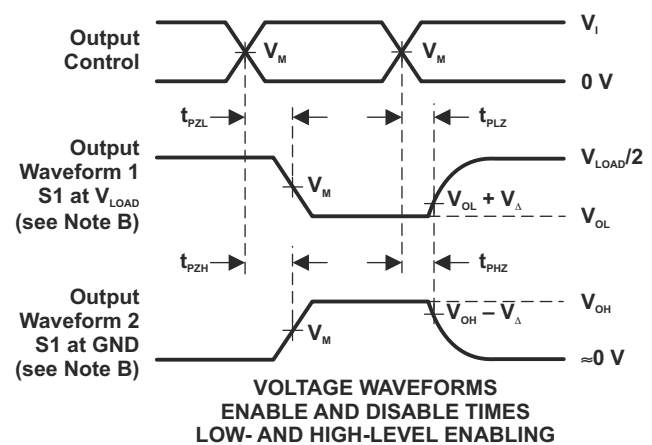 Output
Control
V_M
V_M
V_I
0 V
t_PZL
t_PLZ
Output
Waveform 1
S1 at V_LOAD
(see Note B)
V_M
V_OL + V_Δ
V_LOAD/2
V_OL
t_PZH
t_PHZ
Output
Waveform 2
S1 at GND
(see Note B)
V_M
V_OH − V_Δ
V_OH
≈0 V
VOLTAGE WAVEFORMS
ENABLE AND DISABLE TIMES
LOW- AND HIGH-LEVEL ENABLING